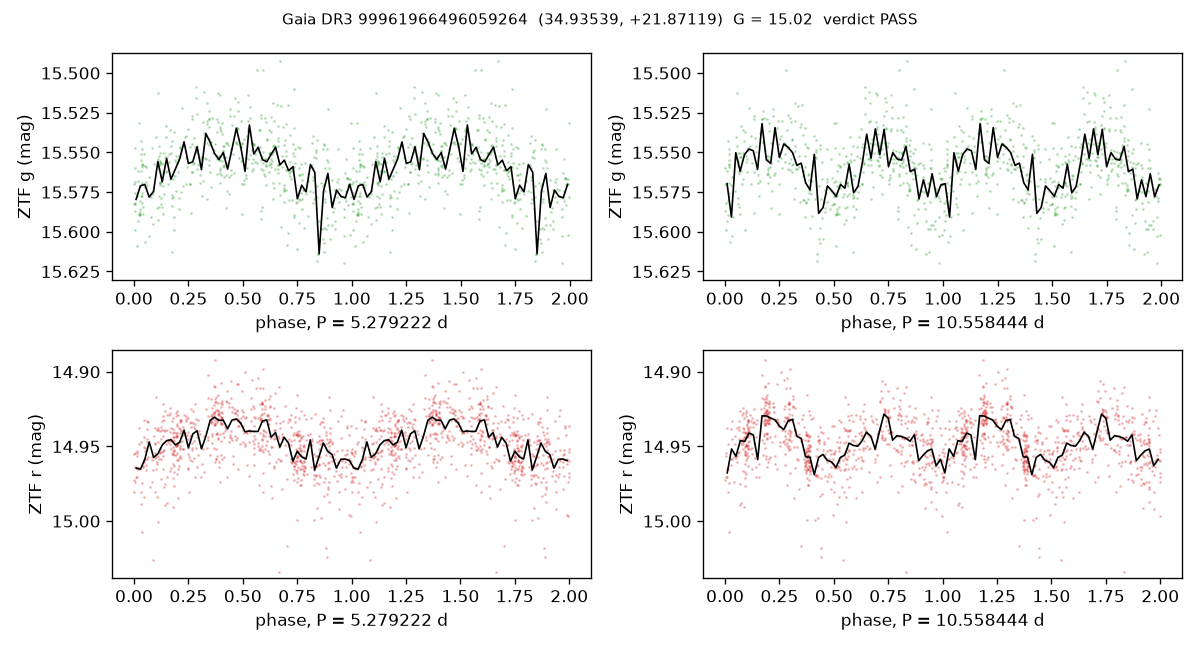 Gaia DR3 99961966496059264 (34.93539, +21.87119) G = 15.02 verdict PASS
ZTF g (mag)
15.500
15.525
15.550
15.575
15.600
15.625
0.00 0.25 0.50 0.75 1.00 1.25 1.50 1.75 2.00
phase, P = 5.279222 d
ZTF g (mag)
15.500
15.525
15.550
15.575
15.600
15.625
0.00 0.25 0.50 0.75 1.00 1.25 1.50 1.75 2.00
phase, P = 10.558444 d
ZTF r (mag)
14.90
14.95
15.00
0.00 0.25 0.50 0.75 1.00 1.25 1.50 1.75 2.00
phase, P = 5.279222 d
ZTF r (mag)
14.90
14.95
15.00
0.00 0.25 0.50 0.75 1.00 1.25 1.50 1.75 2.00
phase, P = 10.558444 d